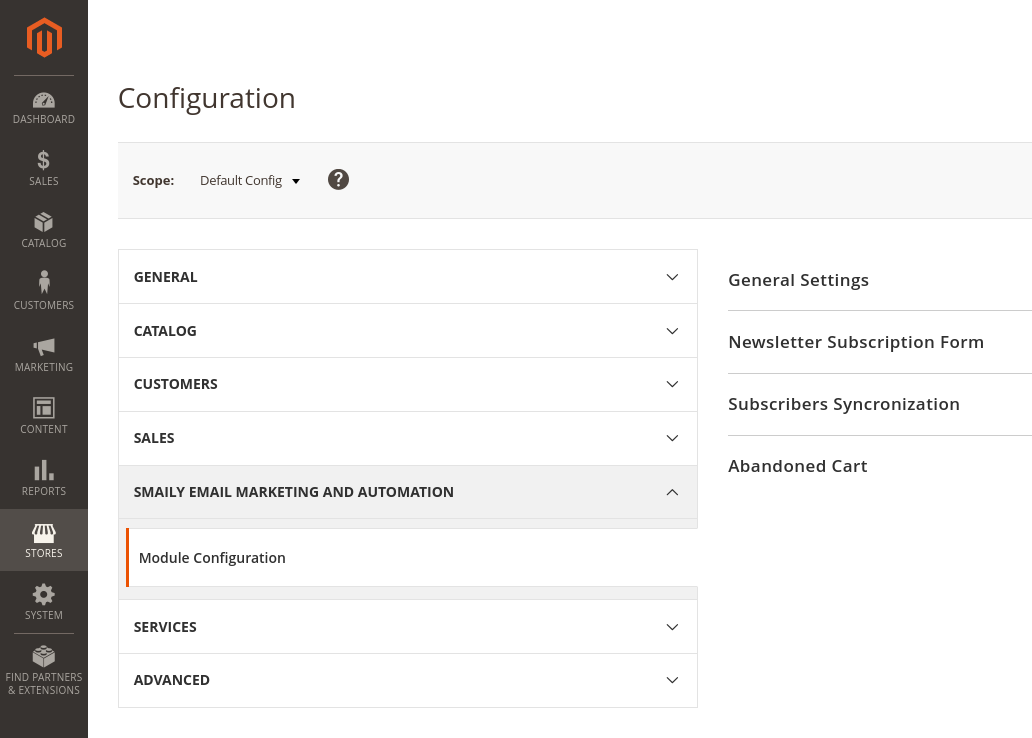 DASHBOARD
SALES
CATALOG
CUSTOMERS
MARKETING
CONTENT
REPORTS
STORES
SYSTEM
FIND PARTNERS
& EXTENSIONS
Configuration
Scope: Default Config ?
GENERAL
CATALOG
CUSTOMERS
SALES
SMAILY EMAIL MARKETING AND AUTOMATION
Module Configuration
SERVICES
ADVANCED
General Settings
Newsletter Subscription Form
Subscribers Syncronization
Abandoned Cart